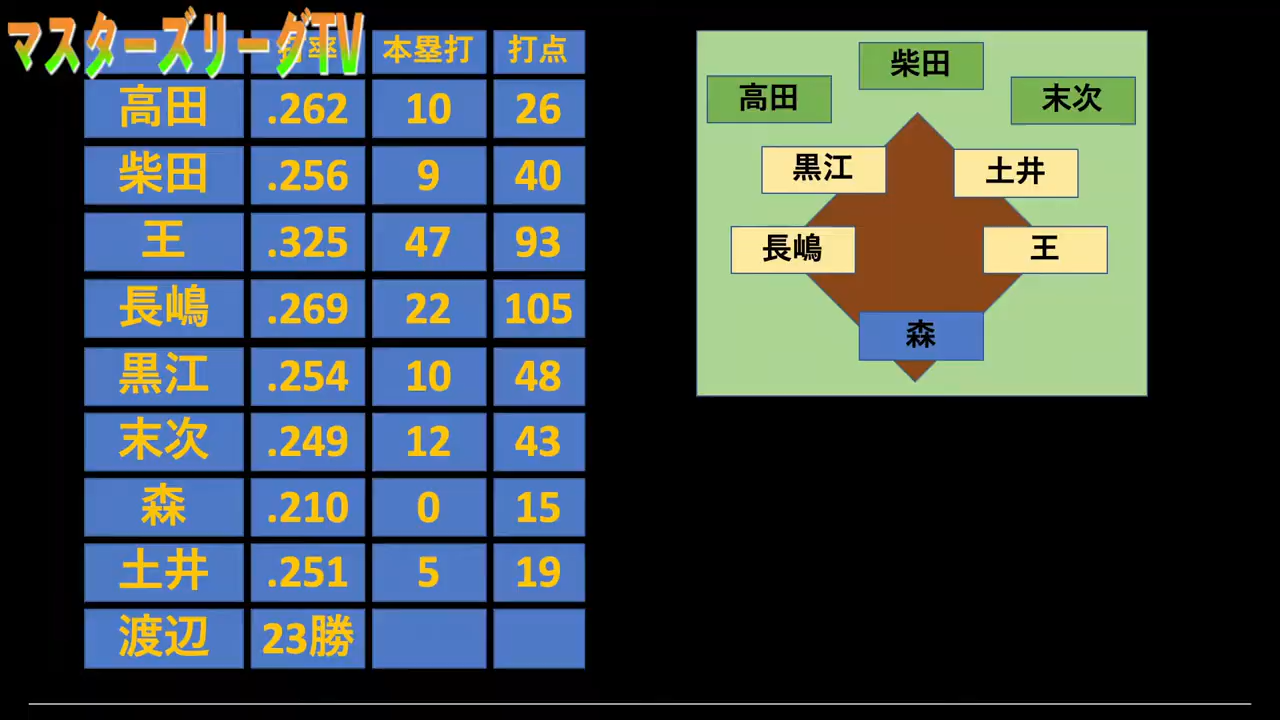 マスターズリーグTV
打率 本塁打 打点
高田 .262 10 26
柴田 .256 9 40
王 .325 47 93
長嶋 .269 22 105
黒江 .254 10 48
末次 .249 12 43
森 .210 0 15
土井 .251 5 19
渡辺 23勝
柴田
高田 末次
黒江 土井
長嶋 王
森